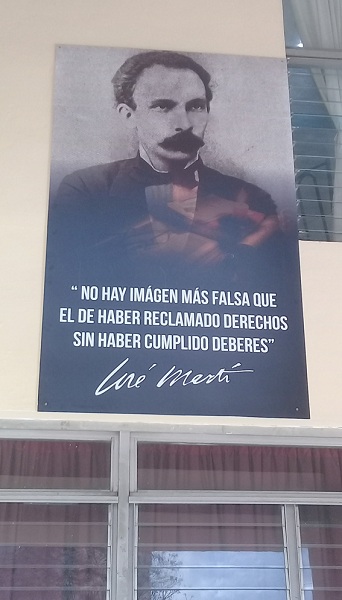 “ NO HAY IMÁGEN MÁS FALSA QUE
EL DE HABER RECLAMADO DERECHOS
SIN HABER CUMPLIDO DEBERES”
José Martí